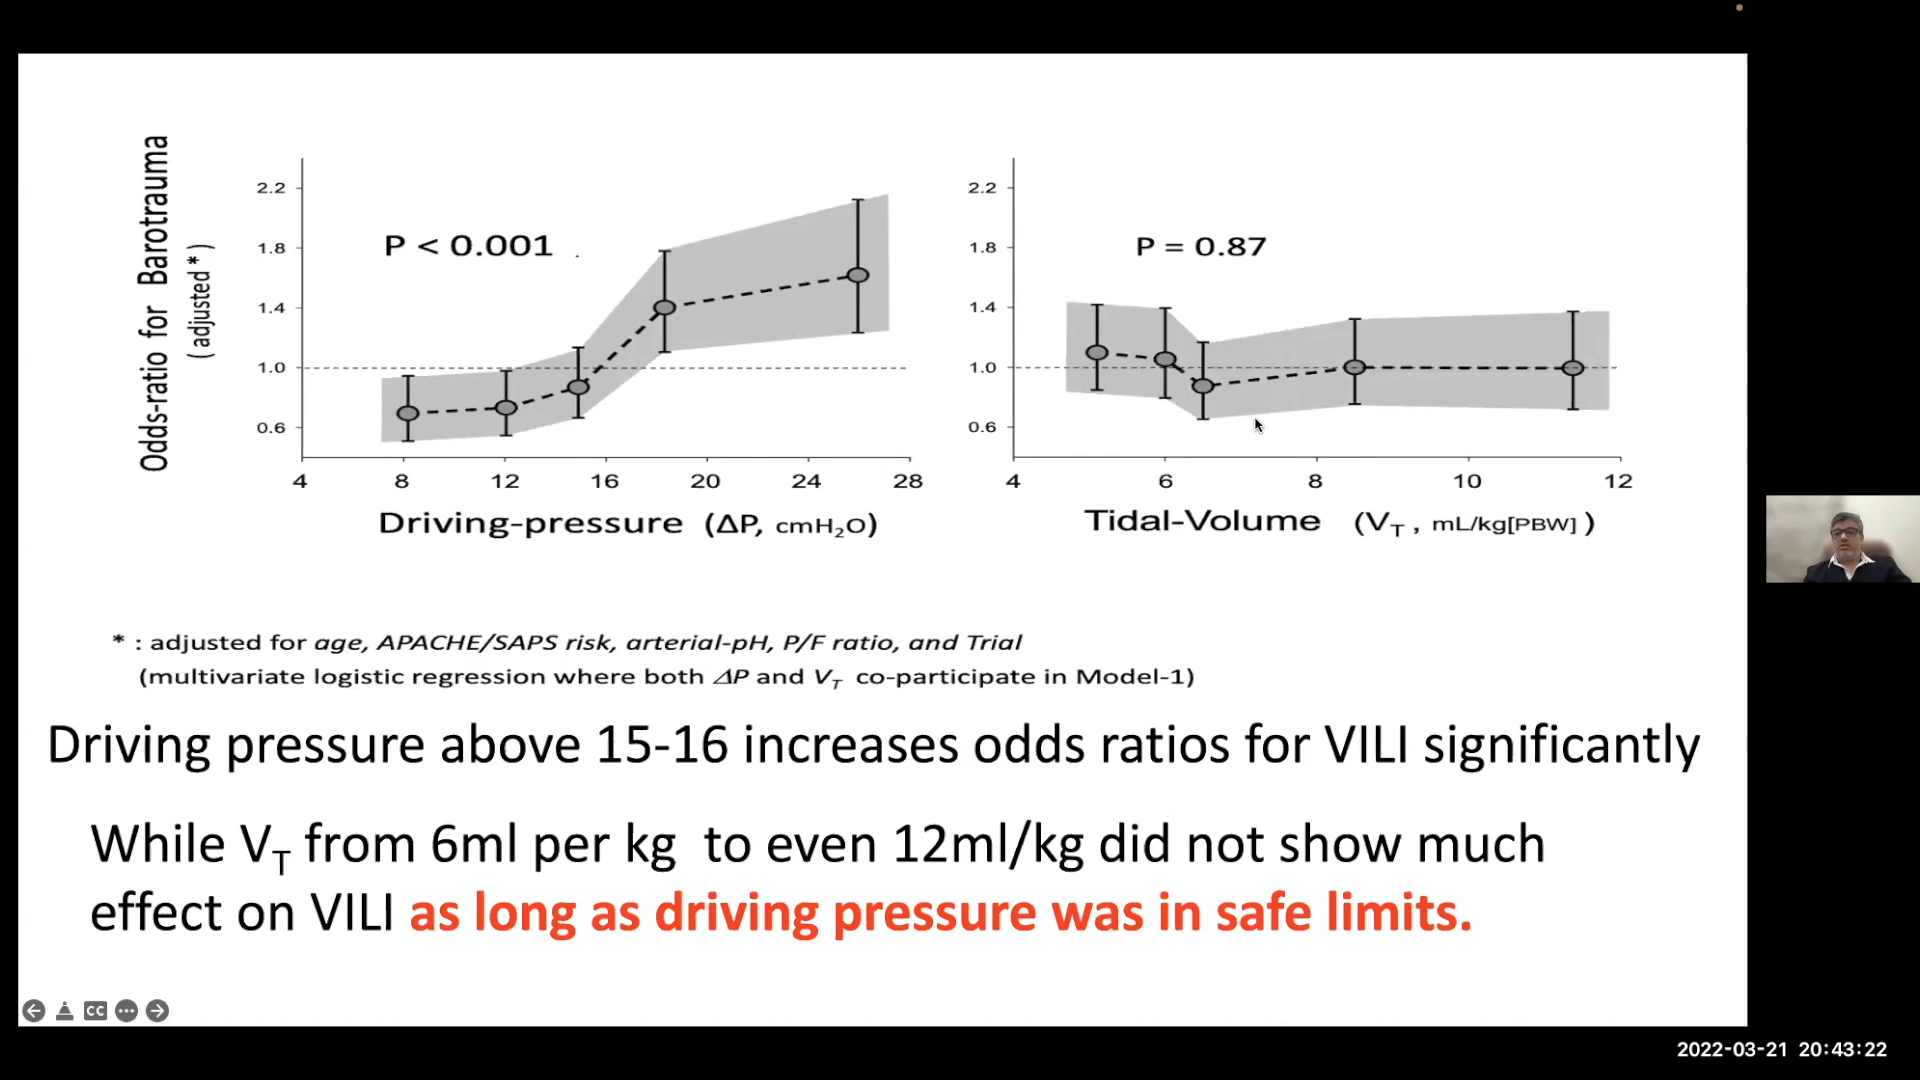 Odds-ratio for Barotrauma
( adjusted * )
2.2
1.8
1.4
1.0
0.6
P < 0.001
4 8 12 16 20 24 28
Driving-pressure (ΔP, cmH₂O)
2.2
1.8
1.4
1.0
0.6
P = 0.87
4 6 8 10 12
Tidal-Volume (V_T , mL/kg[PBW] )
* : adjusted for age, APACHE/SAPS risk, arterial-pH, P/F ratio, and Trial
(multivariate logistic regression where both ΔP and V_T co-participate in Model-1)
Driving pressure above 15-16 increases odds ratios for VILI significantly
While V_T from 6ml per kg to even 12ml/kg did not show much
effect on VILI as long as driving pressure was in safe limits.
CC
2022-03-21 20:43:22